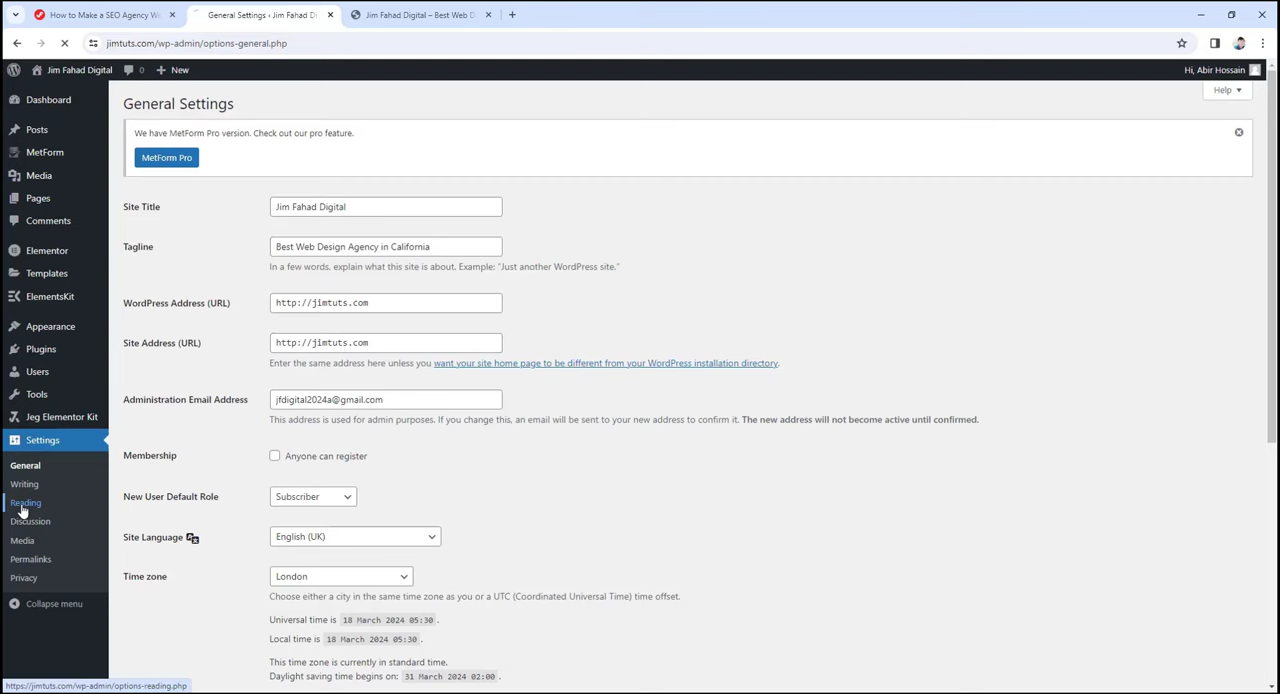 How to Make a SEO Agency We
General Settings ‹ Jim Fahad Di
Jim Fahad Digital – Best Web D
jimtuts.com/wp-admin/options-general.php
Jim Fahad Digital
0
New
Hi, Abir Hossain
Help
Dashboard
Posts
MetForm
Media
Pages
Comments
Elementor
Templates
ElementsKit
Appearance
Plugins
Users
Tools
Jeg Elementor Kit
Settings
General
Writing
Reading
Discussion
Media
Permalinks
Privacy
Collapse menu
General Settings
We have MetForm Pro version. Check out our pro feature.
MetForm Pro
Site Title
Jim Fahad Digital
Tagline
Best Web Design Agency in California
In a few words, explain what this site is about. Example: “Just another WordPress site.”
WordPress Address (URL)
http://jimtuts.com
Site Address (URL)
http://jimtuts.com
Enter the same address here unless you want your site home page to be different from your WordPress installation directory.
Administration Email Address
jfdigital2024a@gmail.com
This address is used for admin purposes. If you change this, an email will be sent to your new address to confirm it. The new address will not become active until confirmed.
Membership
Anyone can register
New User Default Role
Subscriber
Site Language
English (UK)
Time zone
London
Choose either a city in the same time zone as you or a UTC (Coordinated Universal Time) time offset.
Universal time is 18 March 2024 05:30 .
Local time is 18 March 2024 05:30 .
This time zone is currently in standard time.
Daylight saving time begins on: 31 March 2024 02:00 .
https://jimtuts.com/wp-admin/options-reading.php